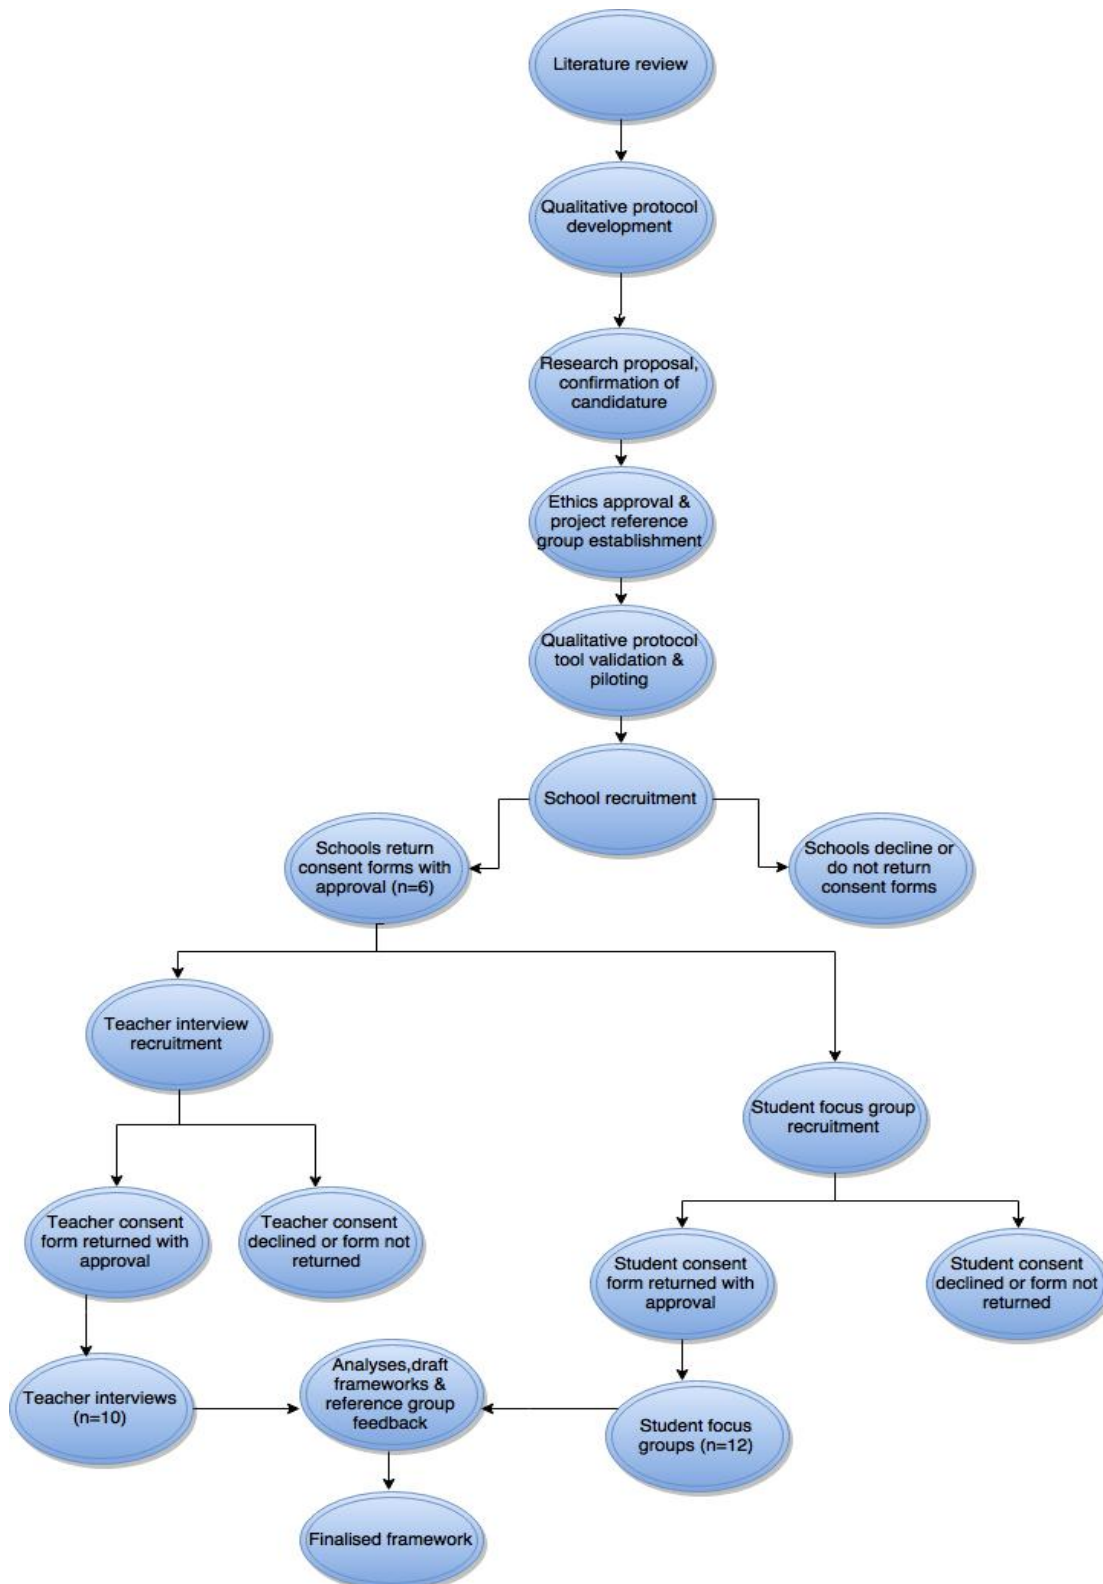 Literature review
Qualitative protocol
development
Research proposal,
confirmation of
candidature
Ethics approval &
project reference
group establishment
Qualitative protocol
tool validation &
piloting
School recruitment
Schools return
consent forms with
approval (n=6)
Schools decline or
do not return
consent forms
Teacher interview
recruitment
Student focus group
recruitment
Teacher consent
form returned with
approval
Teacher consent
declined or form not
returned
Student consent
form returned with
approval
Student consent
declined or form not
returned
Teacher interviews
(n=10)
Analyses,draft
frameworks &
reference group
feedback
Student focus
groups (n=12)
Finalised framework